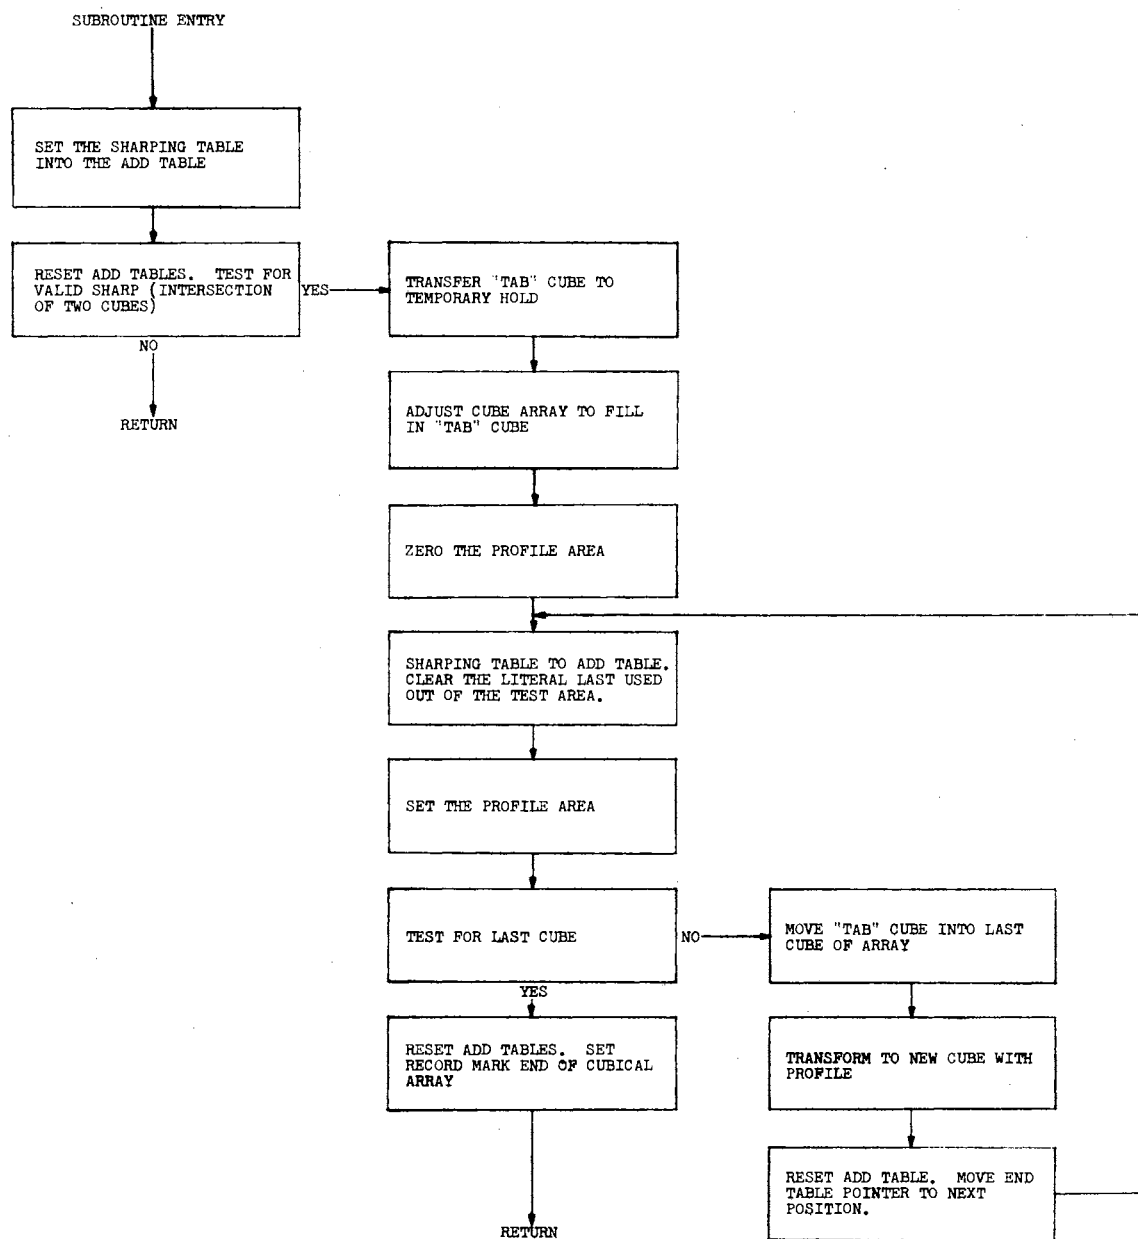 SUBROUTINE ENTRY
SET THE SHARPING TABLE
INTO THE ADD TABLE
RESET ADD TABLES. TEST FOR
VALID SHARP (INTERSECTION
OF TWO CUBES)
YES
NO
RETURN
TRANSFER "TAB" CUBE TO
TEMPORARY HOLD
ADJUST CUBE ARRAY TO FILL
IN "TAB" CUBE
ZERO THE PROFILE AREA
SHARPING TABLE TO ADD TABLE.
CLEAR THE LITERAL LAST USED
OUT OF THE TEST AREA.
SET THE PROFILE AREA
TEST FOR LAST CUBE
NO
YES
RESET ADD TABLES. SET
RECORD MARK END OF CUBICAL
ARRAY
RETURN
MOVE "TAB" CUBE INTO LAST
CUBE OF ARRAY
TRANSFORM TO NEW CUBE WITH
PROFILE
RESET ADD TABLE. MOVE END
TABLE POINTER TO NEXT
POSITION.